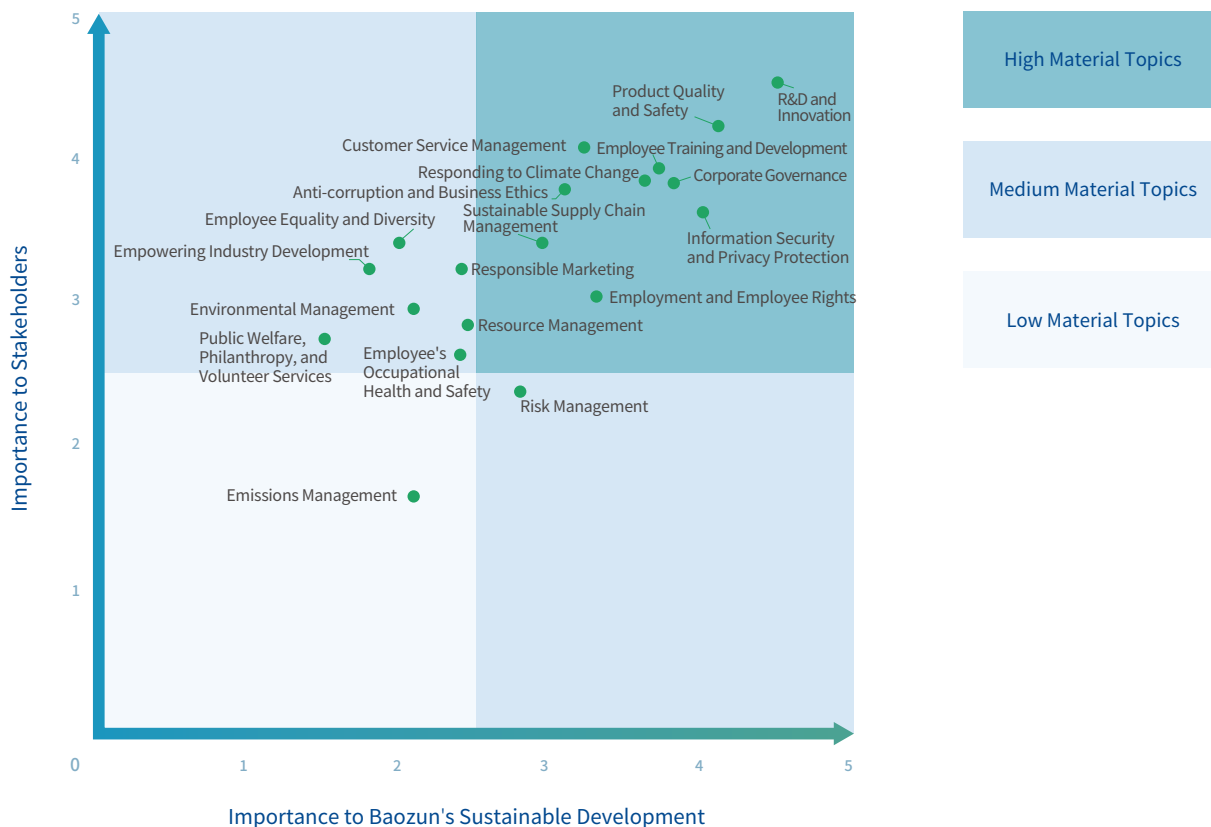 5
High Material Topics
Product Quality
and Safety
R&D and
Innovation
Customer Service Management
Employee Training and Development
4
Responding to Climate Change
Corporate Governance
Medium Material Topics
Anti-corruption and Business Ethics
Sustainable Supply Chain
Management
Employee Equality and Diversity
Information Security
and Privacy Protection
Empowering Industry Development
Responsible Marketing
3
Employment and Employee Rights
Environmental Management
Resource Management
Low Material Topics
Public Welfare,
Philanthropy, and
Volunteer Services
Employee's
Occupational
Health and Safety
Risk Management
Importance to Stakeholders
2
Emissions Management
1
0
1
2
3
4
5
Importance to Baozun's Sustainable Development